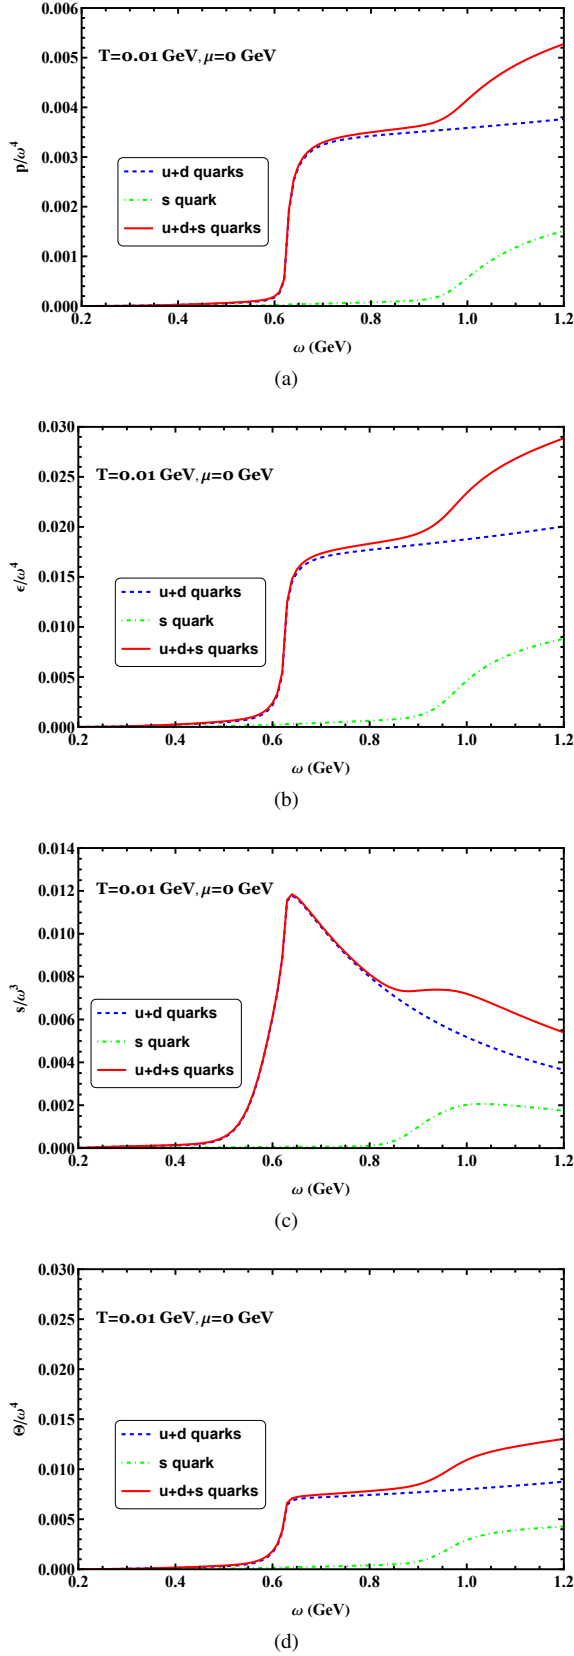 0.006
0.005
0.004
0.003
0.002
0.001
0.000
p/ω⁴
T=0.01 GeV, μ=0 GeV
u+d quarks
s quark
u+d+s quarks
0.2 0.4 0.6 0.8 1.0 1.2
ω (GeV)
(a)
0.030
0.025
0.020
0.015
0.010
0.005
0.000
ϵ/ω⁴
T=0.01 GeV, μ=0 GeV
u+d quarks
s quark
u+d+s quarks
0.2 0.4 0.6 0.8 1.0 1.2
ω (GeV)
(b)
0.014
0.012
0.010
0.008
0.006
0.004
0.002
0.000
s/ω³
T=0.01 GeV, μ=0 GeV
u+d quarks
s quark
u+d+s quarks
0.2 0.4 0.6 0.8 1.0 1.2
ω (GeV)
(c)
0.030
0.025
0.020
0.015
0.010
0.005
0.000
Θ/ω⁴
T=0.01 GeV, μ=0 GeV
u+d quarks
s quark
u+d+s quarks
0.2 0.4 0.6 0.8 1.0 1.2
ω (GeV)
(d)